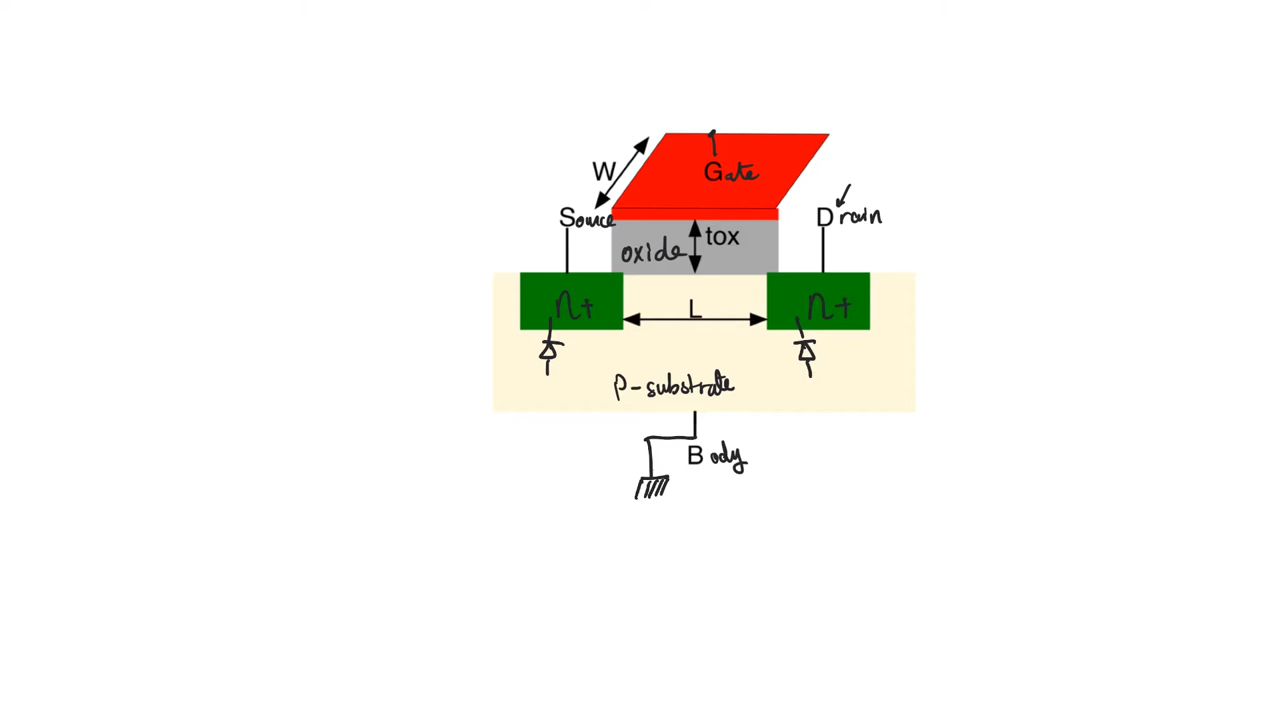 W
Gate
Source
Drain
tox
oxide
n+
L
n+
P-substrate
Body